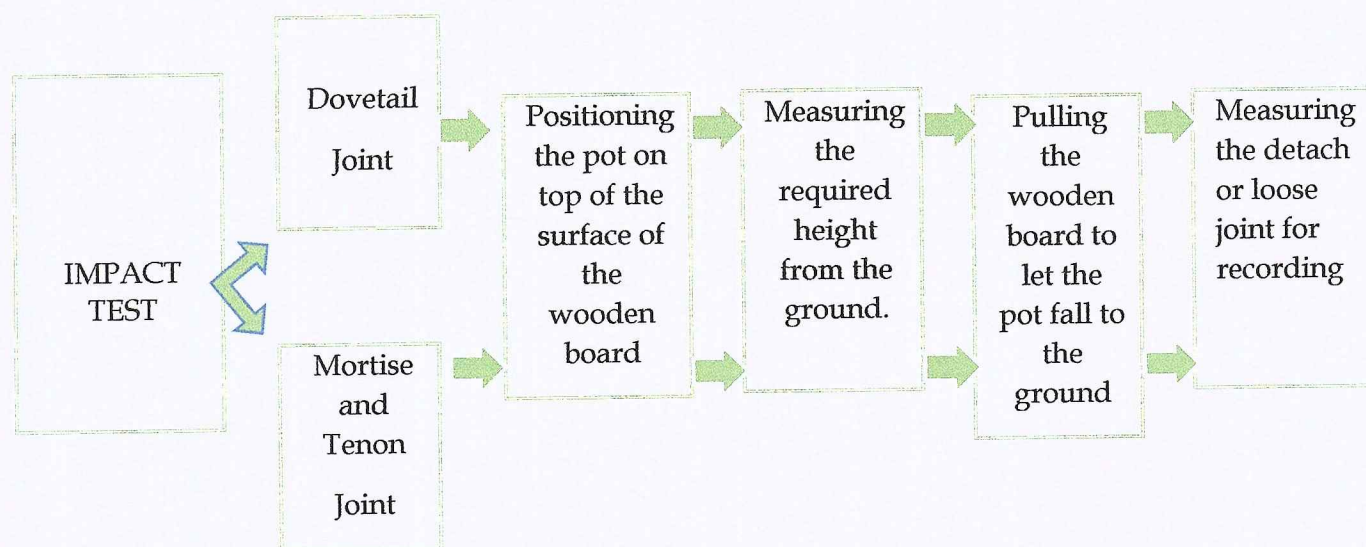 IMPACT
TEST
Dovetail
Joint
Mortise
and
Tenon
Joint
Positioning
the pot on
top of the
surface of
the
wooden
board
Measuring
the
required
height
from the
ground.
Pulling
the
wooden
board to
let the
pot fall to
the
ground
Measuring
the detach
or loose
joint for
recording